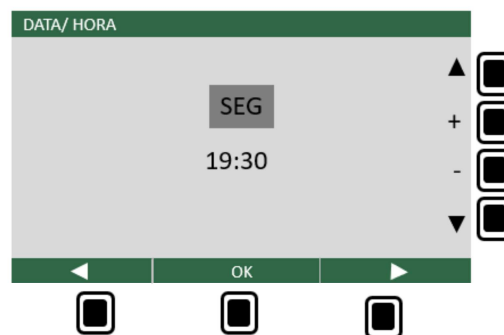 DATA/ HORA
▲
SEG
+
19:30
-
▼
◀ OK ▶